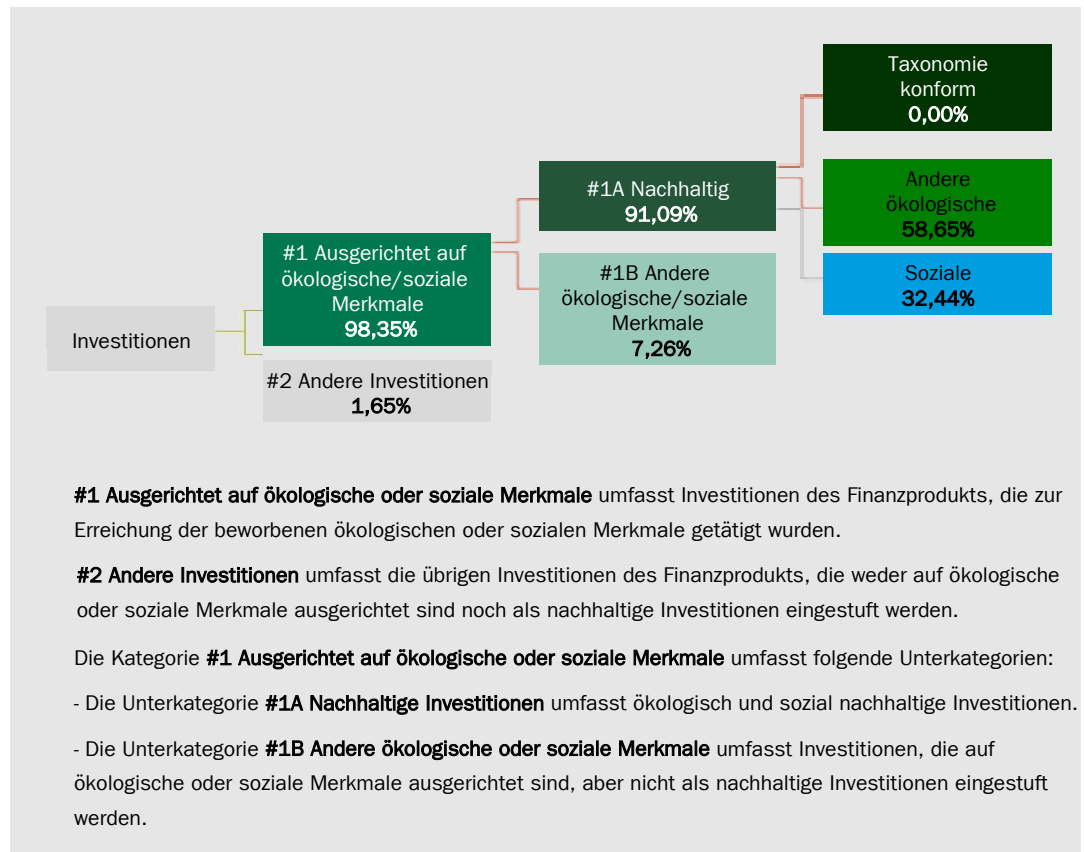 Taxonomie
konform
0,00%
#1A Nachhaltig
91,09%
Andere
ökologische
58,65%
#1 Ausgerichtet auf
ökologische/soziale
Merkmale
98,35%
#1B Andere
ökologische/soziale
Merkmale
7,26%
Soziale
32,44%
Investitionen
#2 Andere Investitionen
1,65%
#1 Ausgerichtet auf ökologische oder soziale Merkmale umfasst Investitionen des Finanzprodukts, die zur
Erreichung der beworbenen ökologischen oder sozialen Merkmale getätigt wurden.
#2 Andere Investitionen umfasst die übrigen Investitionen des Finanzprodukts, die weder auf ökologische
oder soziale Merkmale ausgerichtet sind noch als nachhaltige Investitionen eingestuft werden.
Die Kategorie #1 Ausgerichtet auf ökologische oder soziale Merkmale umfasst folgende Unterkategorien:
- Die Unterkategorie #1A Nachhaltige Investitionen umfasst ökologisch und sozial nachhaltige Investitionen.
- Die Unterkategorie #1B Andere ökologische oder soziale Merkmale umfasst Investitionen, die auf
ökologische oder soziale Merkmale ausgerichtet sind, aber nicht als nachhaltige Investitionen eingestuft
werden.